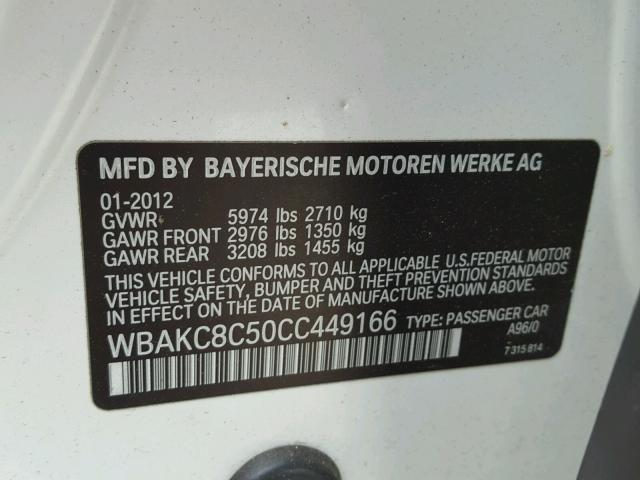 MFD BY BAYERISCHE MOTOREN WERKE AG
01-2012
GVWR 5974 lbs 2710 kg
GAWR FRONT 2976 lbs 1350 kg
GAWR REAR 3208 lbs 1455 kg
THIS VEHICLE CONFORMS TO ALL APPLICABLE U.S.FEDERAL MOTOR
VEHICLE SAFETY, BUMPER AND THEFT PREVENTION STANDARDS
IN EFFECT ON THE DATE OF MANUFACTURE SHOWN ABOVE.
WBAKC8C50CC449166 TYPE: PASSENGER CAR
A96/0
7 315 814